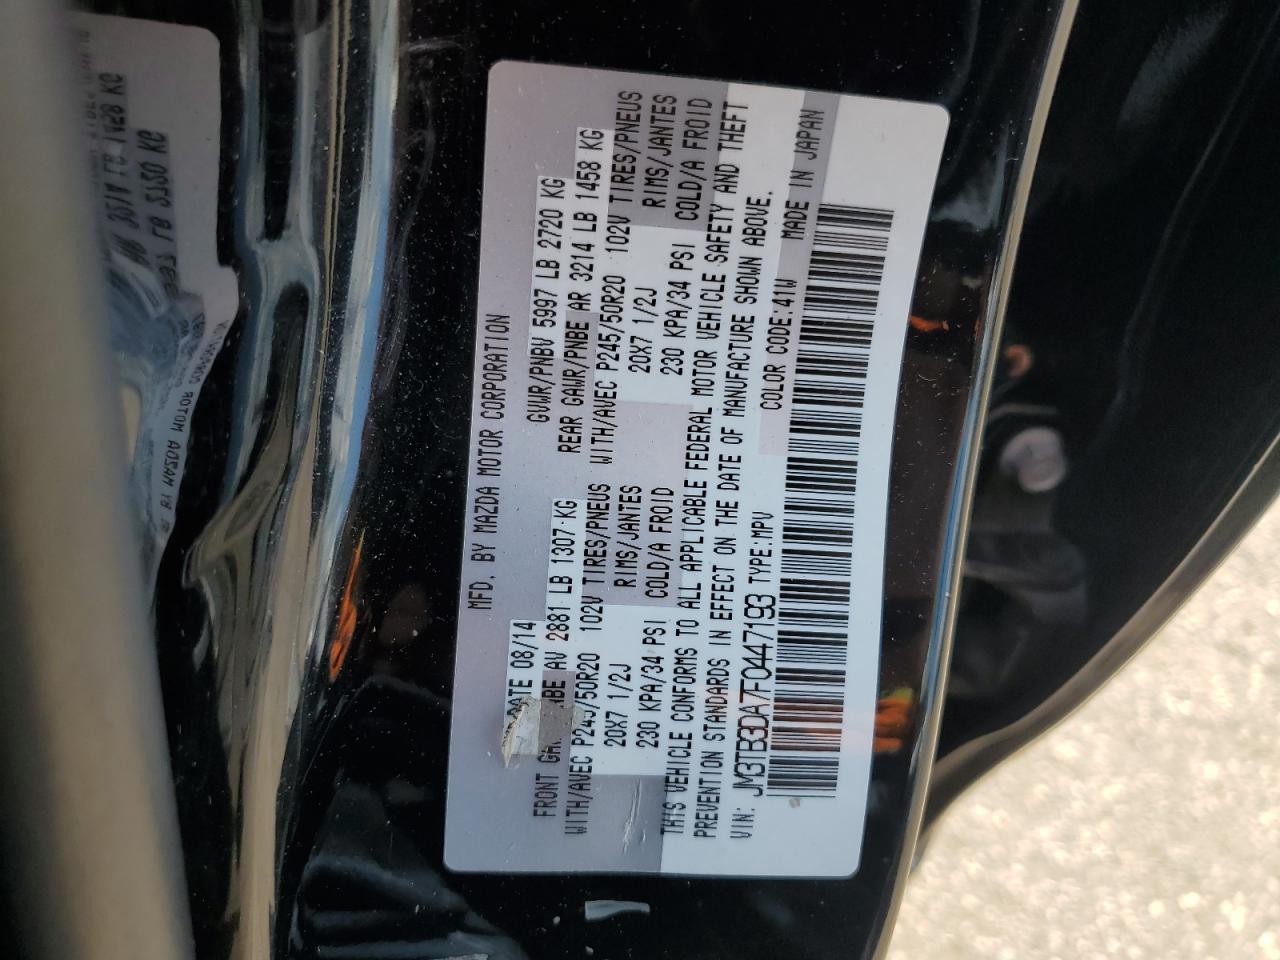 MFD. BY MAZDA MOTOR CORPORATION
DATE 08/14 GVWR/PNBV 5997 LB 2720 KG
FRONT GA NBE AV 2881 LB 1307 KG REAR GAWR/PNBE AR 3214 LB 1458 KG
WITH/AVEC P245/50R20 102V TIRES/PNEUS WITH/AVEC P245/50R20 102V TIRES/PNEUS
20X7 1/2J RIMS/JANTES 20X7 1/2J RIMS/JANTES
230 KPA/34 PSI COLD/A FROID 230 KPA/34 PSI COLD/A FROID
THIS VEHICLE CONFORMS TO ALL APPLICABLE FEDERAL MOTOR VEHICLE SAFETY AND THEFT
PREVENTION STANDARDS IN EFFECT ON THE DATE OF MANUFACTURE SHOWN ABOVE.
VIN: JM3TB3DA7F0447193 TYPE:MPV COLOR CODE:41W MADE IN JAPAN